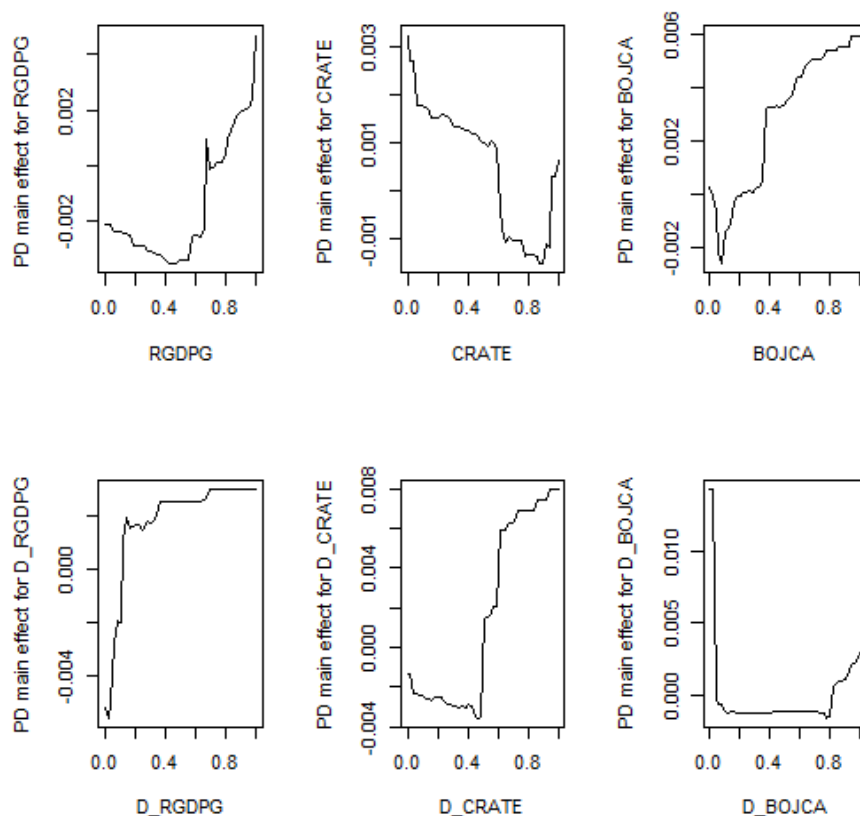 PD main effect for RGDPG
-0.002
0.002
0.0
0.4
0.8
RGDPG
PD main effect for CRATE
-0.001
0.001
0.003
0.0
0.4
0.8
CRATE
PD main effect for BOJCA
-0.002
0.002
0.006
0.0
0.4
0.8
BOJCA
PD main effect for D_RGDPG
-0.004
0.000
0.0
0.4
0.8
D_RGDPG
PD main effect for D_CRATE
-0.004
0.000
0.004
0.008
0.0
0.4
0.8
D_CRATE
PD main effect for D_BOJCA
0.000
0.005
0.010
0.0
0.4
0.8
D_BOJCA